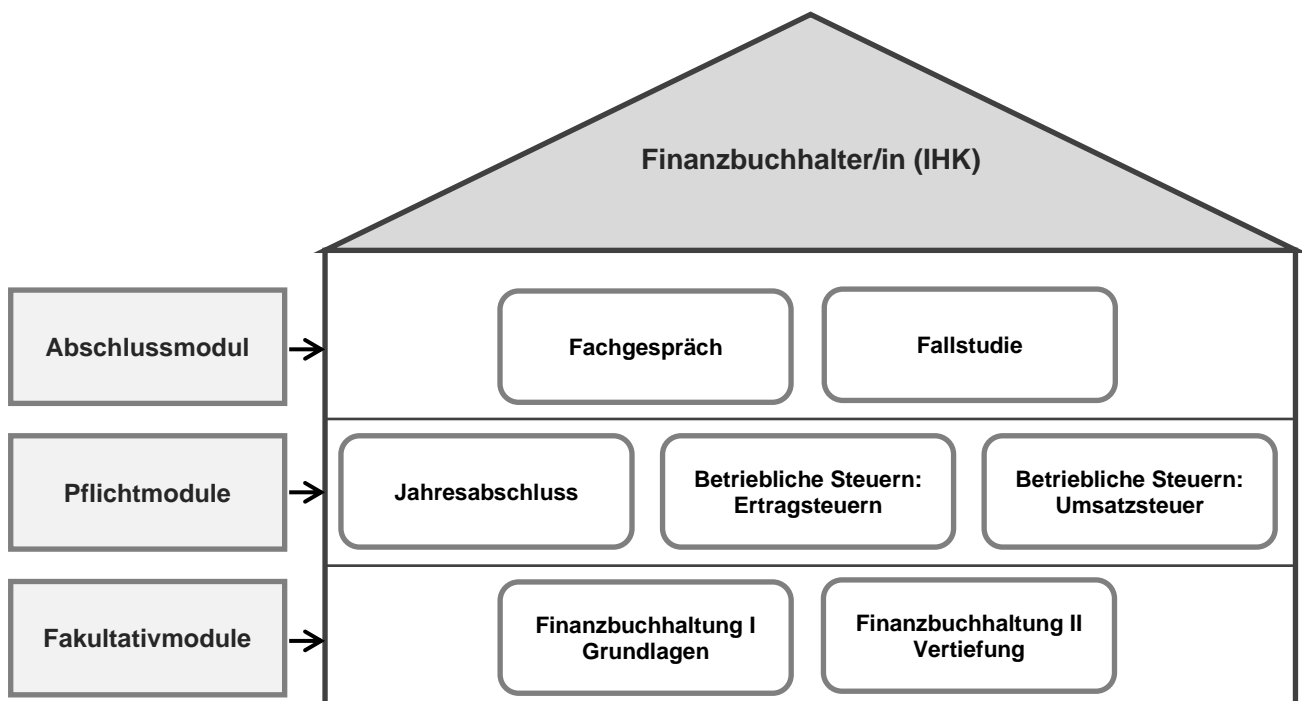 Finanzbuchhalter/in (IHK)
Abschlussmodul
Fachgespräch
Fallstudie
Pflichtmodule
Jahresabschluss
Betriebliche Steuern:
Ertragsteuern
Betriebliche Steuern:
Umsatzsteuer
Fakultativmodule
Finanzbuchhaltung I
Grundlagen
Finanzbuchhaltung II
Vertiefung